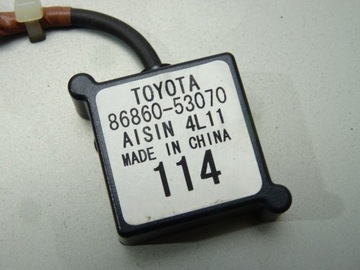 TOYOTA
86860-53070
AISIN 4L11
MADE IN CHINA
114